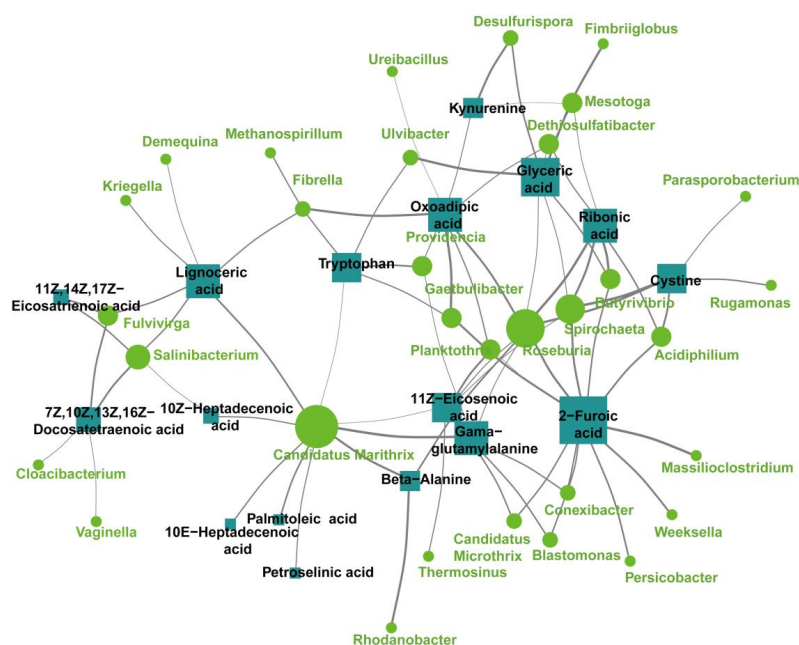 Desulfurispora
Fimbriiglobus
Ureibacillus
Kynurenine
Mesotoga
Dethiosulfatibacter
Methanospirillum
Ulvibacter
Demequina
Glyceric
acid
Parasporobacterium
Kriegella
Fibrella
Oxoadipic
acid
Ribonic
acid
Providencia
Lignoceric
acid
Tryptophan
Cystine
11Z,14Z,17Z−
Eicosatrienoic acid
Gaetbulibacter
Butyrivibrio
Rugamonas
Fulvivirga
Spirochaeta
Planktothrix
Roseburia
Acidiphilium
Salinibacterium
7Z,10Z,13Z,16Z−
Docosatetraenoic acid
10Z−Heptadecenoic
acid
11Z−Eicosenoic
acid
2−Furoic
acid
Gama−
glutamylalanine
Candidatus Marithrix
Cloacibacterium
Beta−Alanine
Massilioclostridium
Conexibacter
Vaginella
Palmitoleic acid
10E−Heptadecenoic
acid
Candidatus
Microthrix
Weeksella
Blastomonas
Petroselinic acid
Thermosinus
Persicobacter
Rhodanobacter